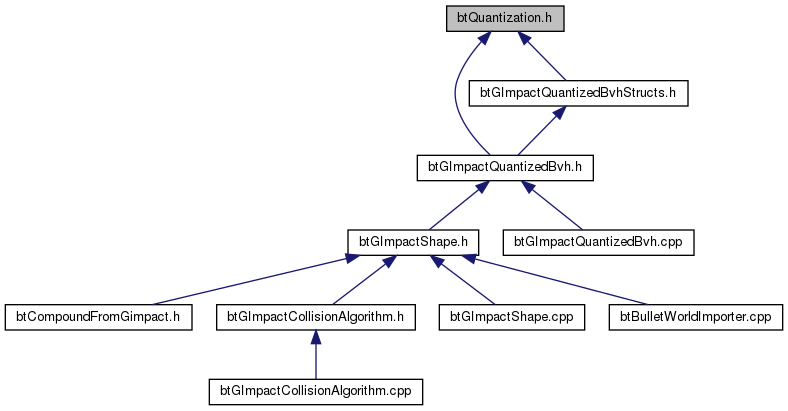 btQuantization.h
btGImpactQuantizedBvhStructs.h
btGImpactQuantizedBvh.h
btGImpactShape.h
btGImpactQuantizedBvh.cpp
btCompoundFromGimpact.h
btGImpactCollisionAlgorithm.h
btGImpactShape.cpp
btBulletWorldImporter.cpp
btGImpactCollisionAlgorithm.cpp